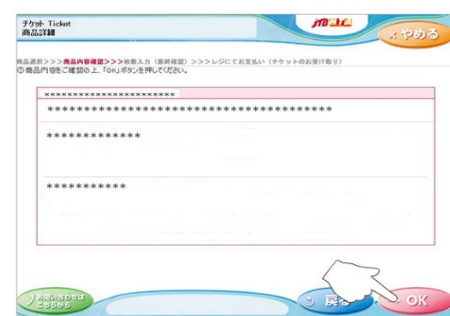 チケット Ticket
商品詳細
JTB
×やめる
商品選択>>>商品内容確認>>>枚数入力(最終確認)>>>レジにてお支払い(チケットのお受け取り)
①商品内容をご確認の上、「OK」ボタンを押してください。
***********************
***************************************
*************
***********
お問い合わせは
こちらから
戻る
OK